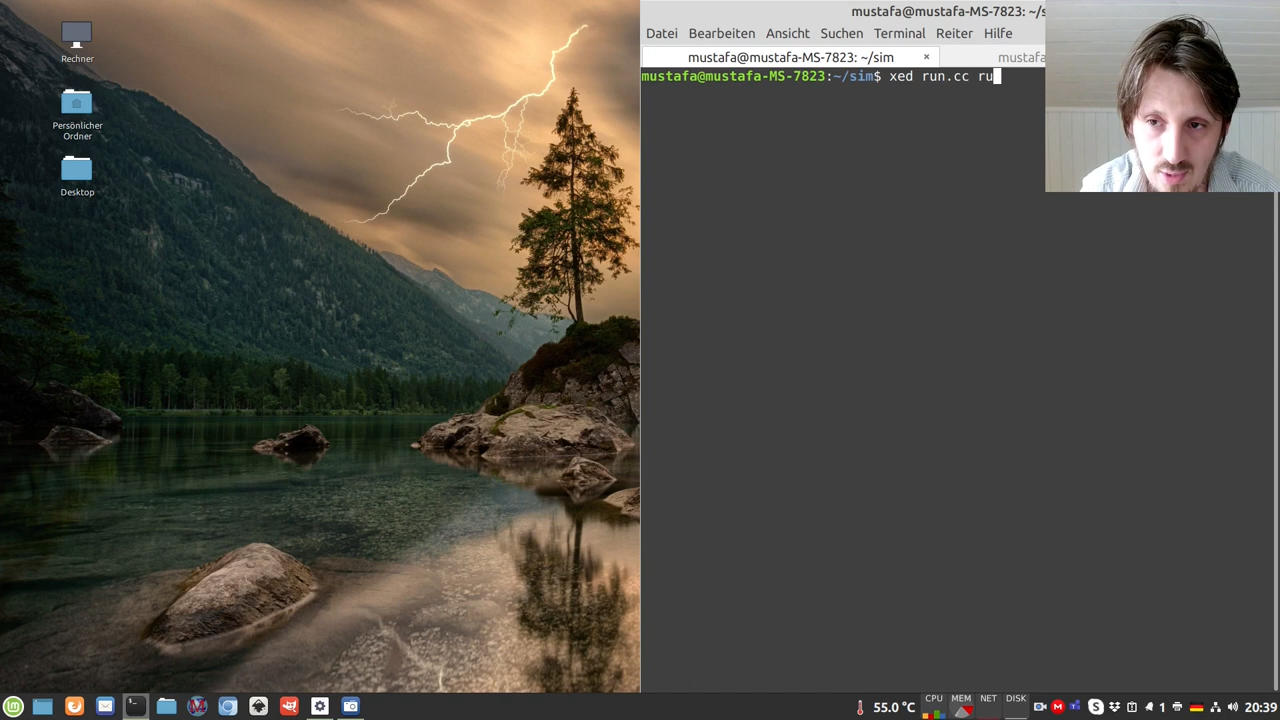 Rechner
Persönlicher
Ordner
Desktop
mustafa@mustafa-MS-7823: ~/s
Datei Bearbeiten Ansicht Suchen Terminal Reiter Hilfe
mustafa@mustafa-MS-7823: ~/sim × mustafa
mustafa@mustafa-MS-7823:~/sim$ xed run.cc ru
55.0 °C CPU MEM NET DISK 1 20:39